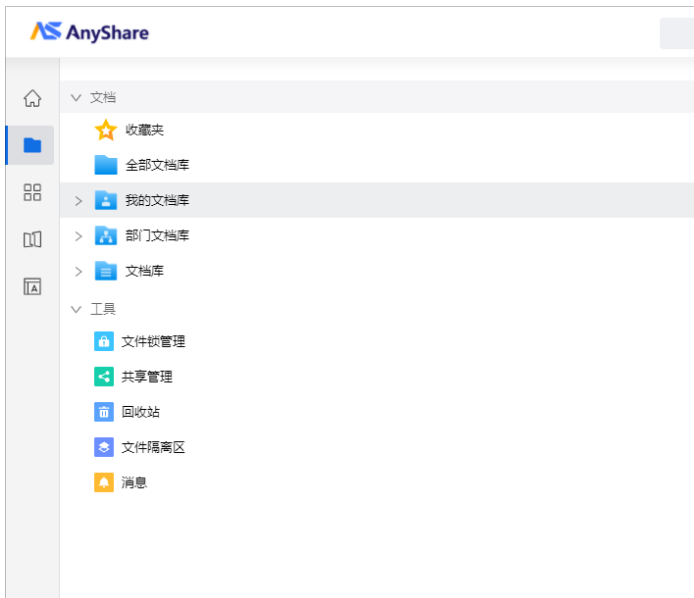 AnyShare
文档
收藏夹
全部文档库
我的文档库
部门文档库
文档库
工具
文件锁管理
共享管理
回收站
文件隔离区
消息